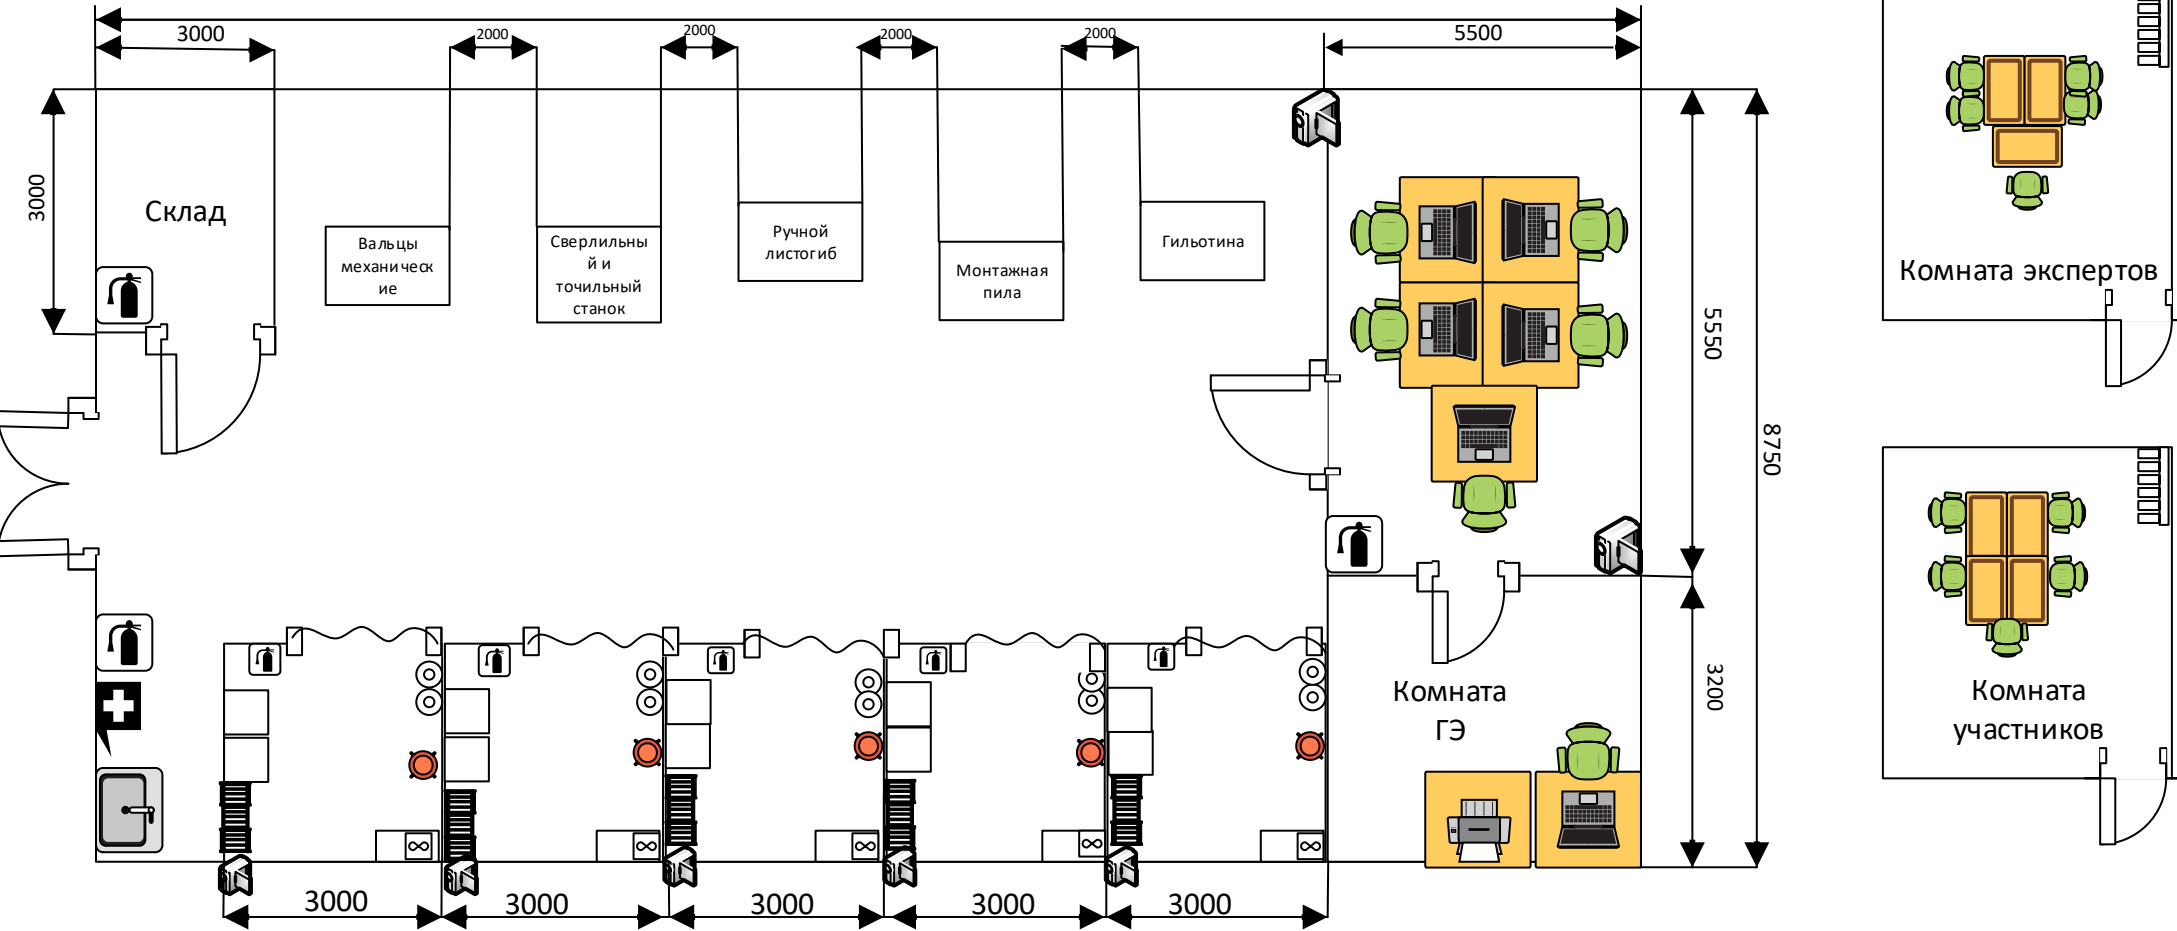 3000
2000
2000
2000
2000
5500
3000
Склад
Вальцы
механическ
ие
Сверлильны
й и
точильный
станок
Ручной
листогиб
Монтажная
пила
Гильотина
Комната экспертов
5550
8750
3200
Комната
ГЭ
Комната
участников
3000
3000
3000
3000
3000